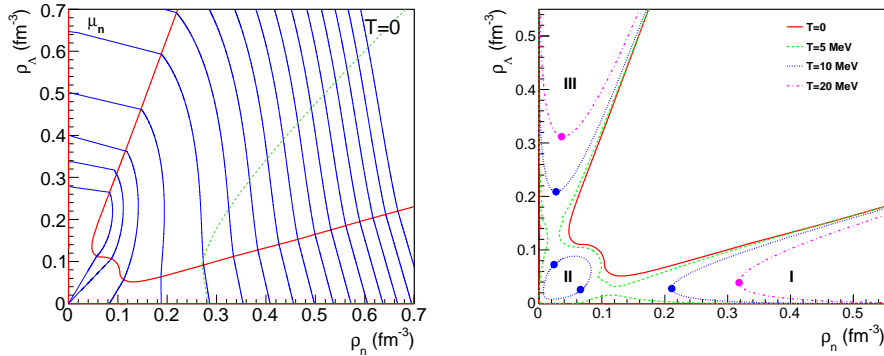 μn
T=0
ρΛ (fm-3)
0.7
0.6
0.5
0.4
0.3
0.2
0.1
0
0 0.1 0.2 0.3 0.4 0.5 0.6 0.7
ρn (fm-3)
T=0
T=5 MeV
T=10 MeV
T=20 MeV
III
II
I
ρΛ (fm-3)
0.5
0.4
0.3
0.2
0.1
0
0 0.1 0.2 0.3 0.4 0.5
ρn (fm-3)